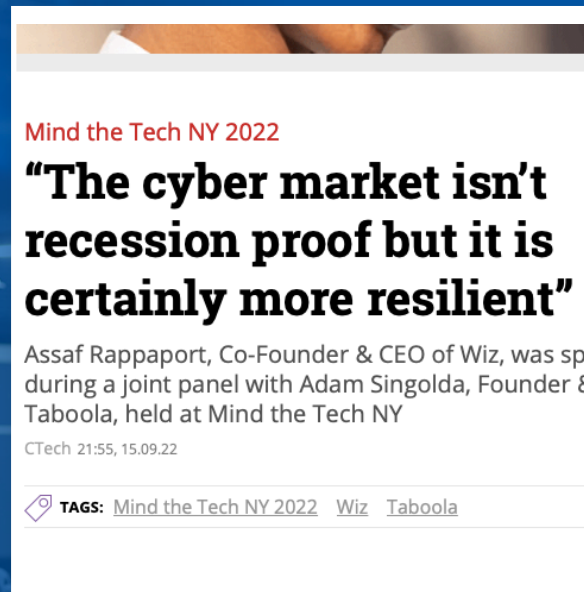 Mind the Tech NY 2022
“The cyber market isn’t
recession proof but it is
certainly more resilient”
Assaf Rappaport, Co-Founder & CEO of Wiz, was sp
during a joint panel with Adam Singolda, Founder &
Taboola, held at Mind the Tech NY
CTech 21:55, 15.09.22
TAGS: Mind the Tech NY 2022 Wiz Taboola